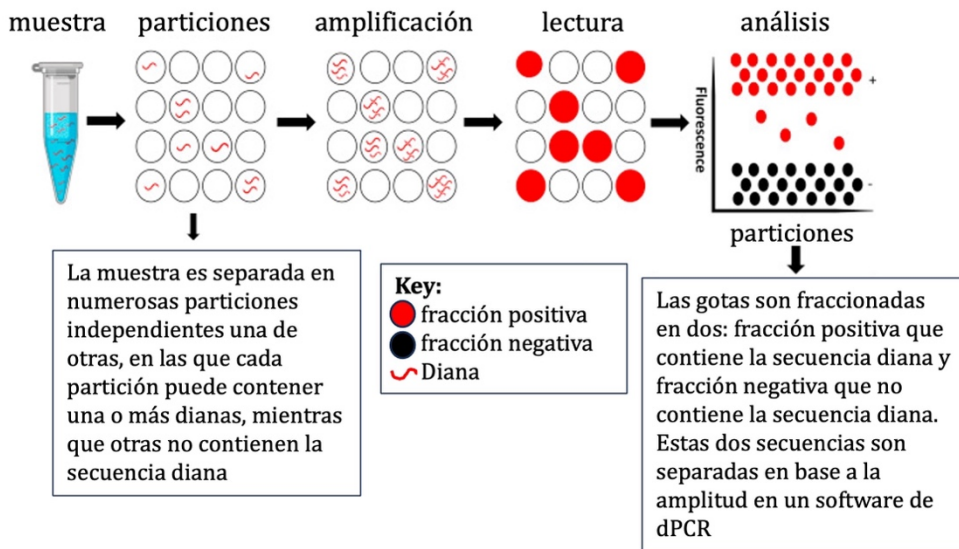 muestra
particiones
amplificación
lectura
análisis
Fluorescence
+
-
particiones
La muestra es separada en
numerosas particiones
independientes una de
otras, en las que cada
partición puede contener
una o más dianas, mientras
que otras no contienen la
secuencia diana
Key:
fracción positiva
fracción negativa
Diana
Las gotas son fraccionadas
en dos: fracción positiva que
contiene la secuencia diana y
fracción negativa que no
contiene la secuencia diana.
Estas dos secuencias son
separadas en base a la
amplitud en un software de
dPCR